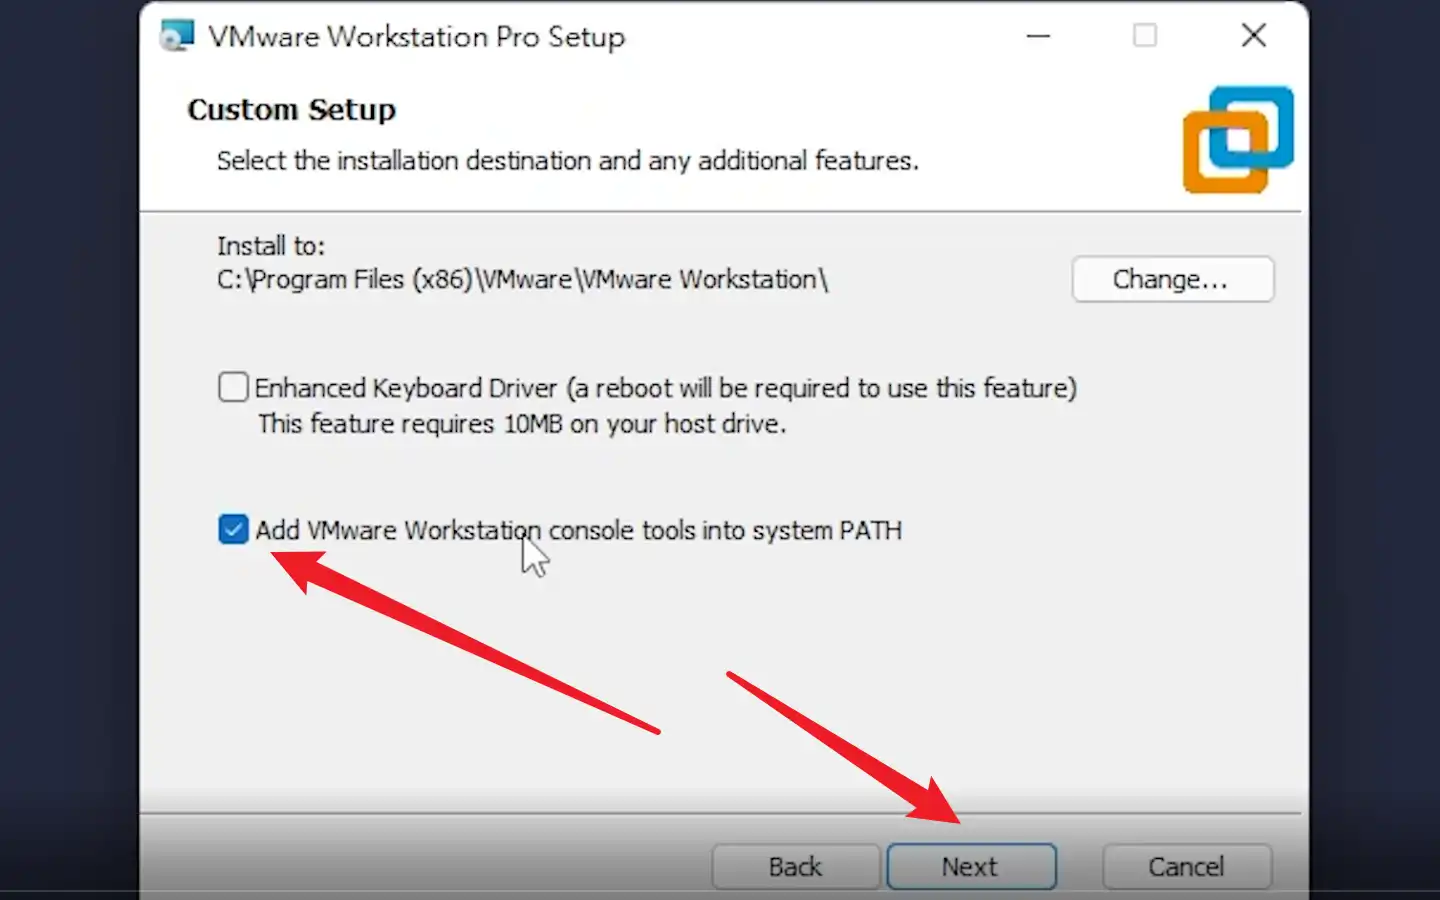 VMware Workstation Pro Setup
Custom Setup
Select the installation destination and any additional features.
Install to:
C:\Program Files (x86)\VMware\VMware Workstation\
Change...
Enhanced Keyboard Driver (a reboot will be required to use this feature)
This feature requires 10MB on your host drive.
Add VMware Workstation console tools into system PATH
Back
Next
Cancel